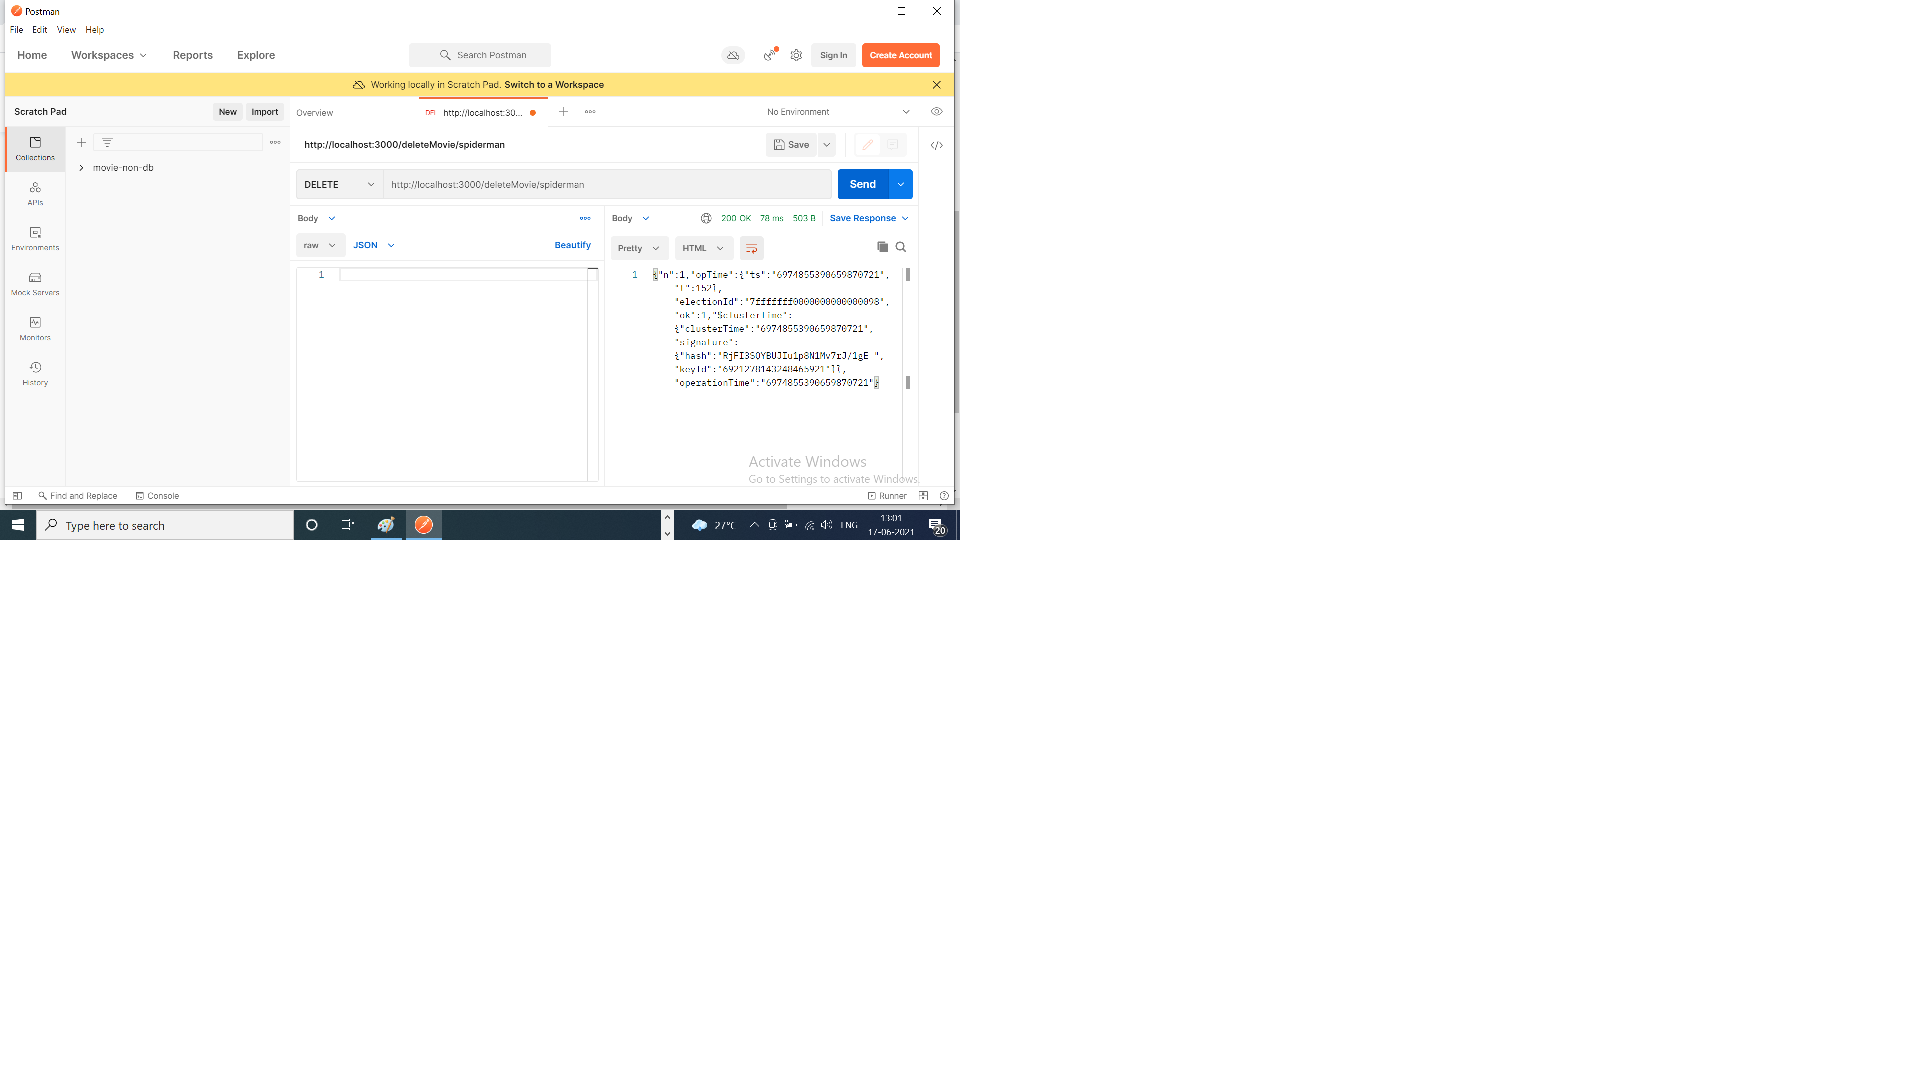 Postman
File Edit View Help
Home Workspaces Reports Explore Search Postman Sign In Create Account
Working locally in Scratch Pad. Switch to a Workspace
Scratch Pad New Import Overview DEL http://localhost:30... No Environment
http://localhost:3000/deleteMovie/spiderman Save
Collections
movie-non-db
DELETE http://localhost:3000/deleteMovie/spiderman Send
APIs
Body Body 200 OK 78 ms 503 B Save Response
raw JSON Beautify Pretty HTML
Environments
1
1 {"n":1,"opTime":{"ts":"6974855390659870721",
"t":152},
"electionId":"7fffffff0000000000000098",
"ok":1,"$clusterTime":
{"clusterTime":"6974855390659870721",
"signature":
"keyId":"6921278143248465921"}},
"operationTime":"6974855390659870721"}
Mock Servers
Monitors
History
Activate Windows
Go to Settings to activate Windows.
Find and Replace Console Runner
Type here to search 27°C ENG 13:01
17-06-2021 20